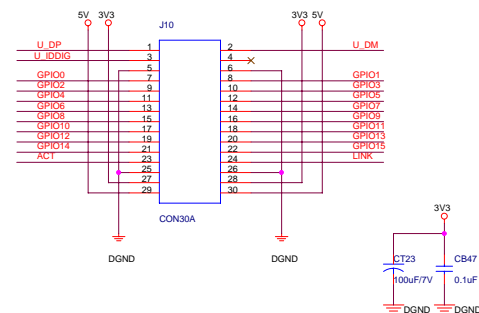 5V 3V3 J10 3V3 5V
U_DP 1 2 U_DM
U_IDDIG 3 4
5 6
GPIO0 7 8 GPIO1
GPIO2 9 10 GPIO3
GPIO4 11 12 GPIO5
GPIO6 13 14 GPIO7
GPIO8 15 16 GPIO9
GPIO10 17 18 GPIO11
GPIO12 19 20 GPIO13
GPIO14 21 22 GPIO15
ACT 23 24 LINK
25 26
27 28
29 30
CON30A
3V3
DGND DGND
CT23 CB47
100uF/7V 0.1uF
DGND DGND